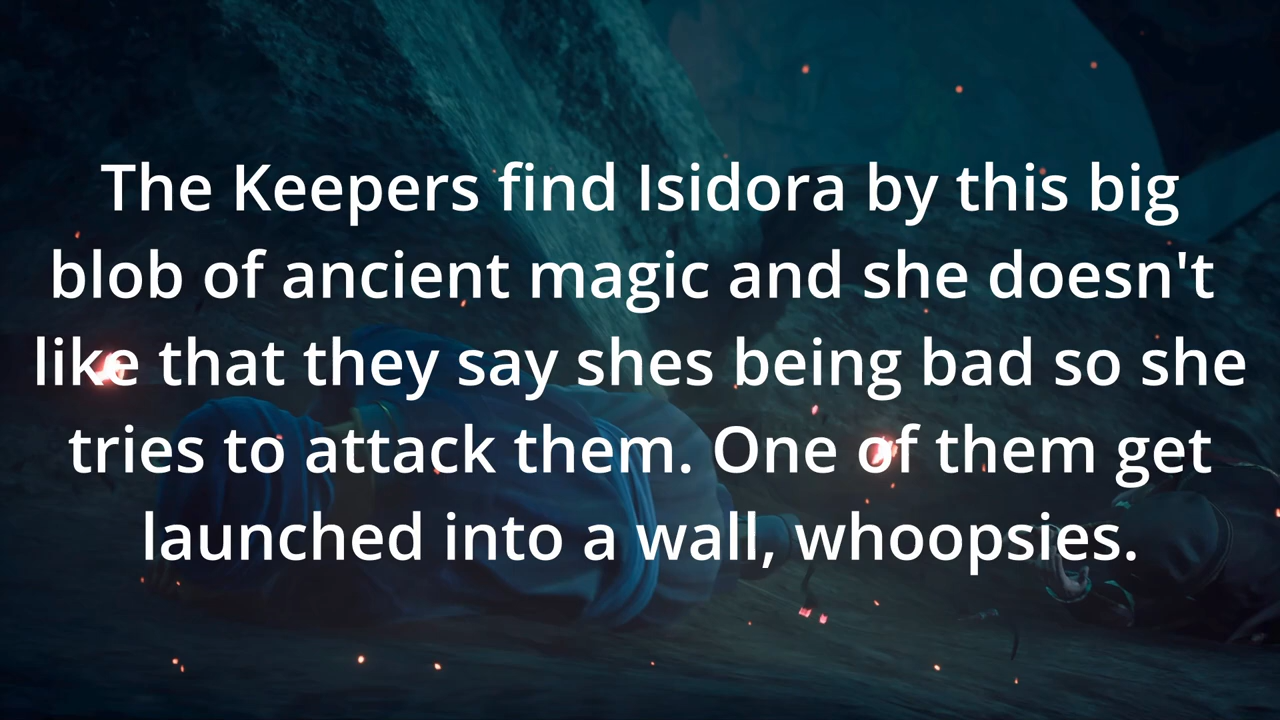 The Keepers find Isidora by this big
blob of ancient magic and she doesn't
like that they say shes being bad so she
tries to attack them. One of them get
launched into a wall, whoopsies.